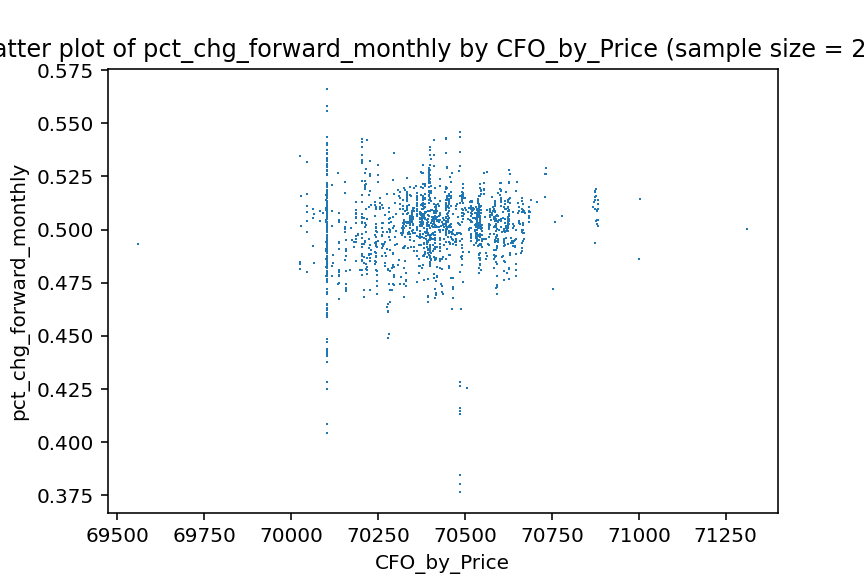 atter plot of pct_chg_forward_monthly by CFO_by_Price (sample size = 2
0.575
0.550
0.525
0.500
0.475
0.450
0.425
0.400
0.375
pct_chg_forward_monthly
69500 69750 70000 70250 70500 70750 71000 71250
CFO_by_Price